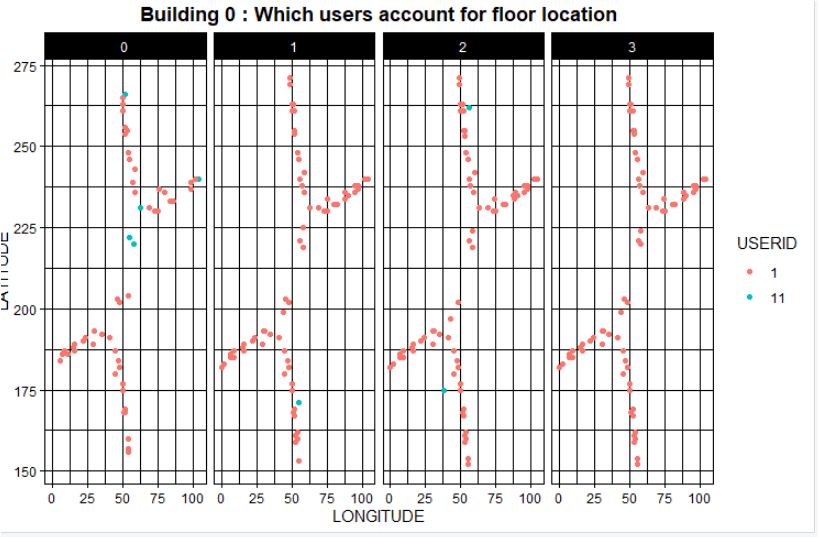 Building 0 : Which users account for floor location
0 1 2 3
275
250
225
200
175
150
LATITUDE
0 25 50 75 100 0 25 50 75 100 0 25 50 75 100 0 25 50 75 100
LONGITUDE
USERID
1
11